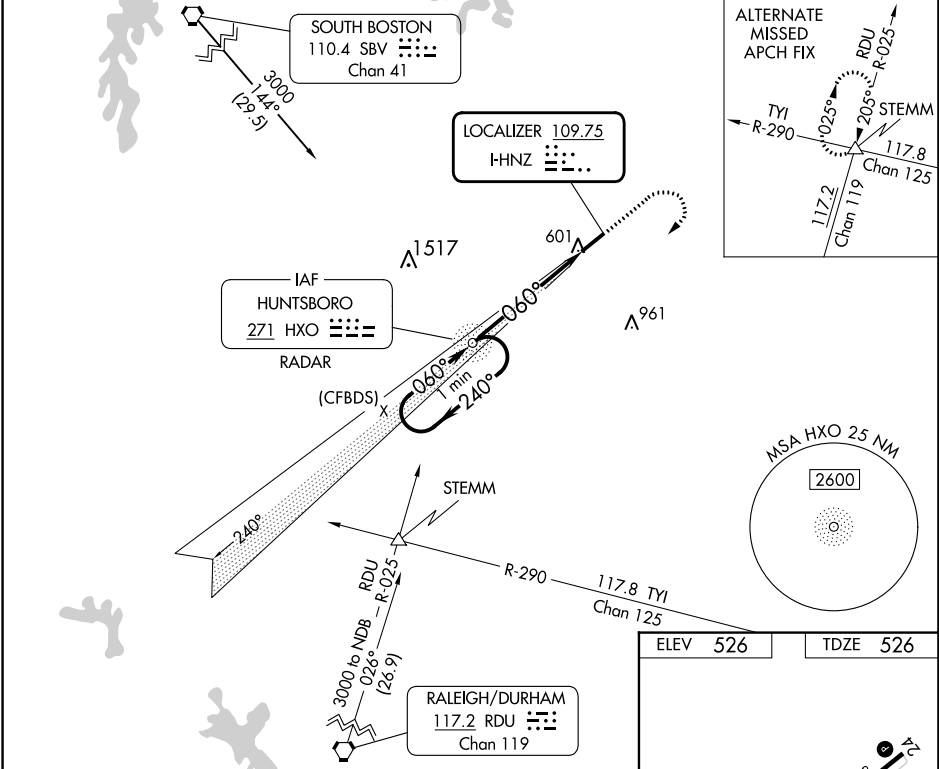 SOUTH BOSTON
110.4 SBV
Chan 41
3000
144°
(29.5)
ALTERNATE
MISSED
APCH FIX
RDU
R-025
TYI
R-290
025°
205°
STEMM
117.8
Chan 125
117.2
Chan 119
LOCALIZER 109.75
I-HNZ
1517
601
961
IAF
HUNTSBORO
271 HXO
RADAR
060°
060°
1 min
240°
(CFBDS)
X
240°
MSA HXO 25 NM
2600
STEMM
R-290
117.8 TYI
Chan 125
RDU
3000 to NDB – R-025
026°
(26.9)
RALEIGH/DURHAM
117.2 RDU
Chan 119
ELEV 526
TDZE 526
P
24